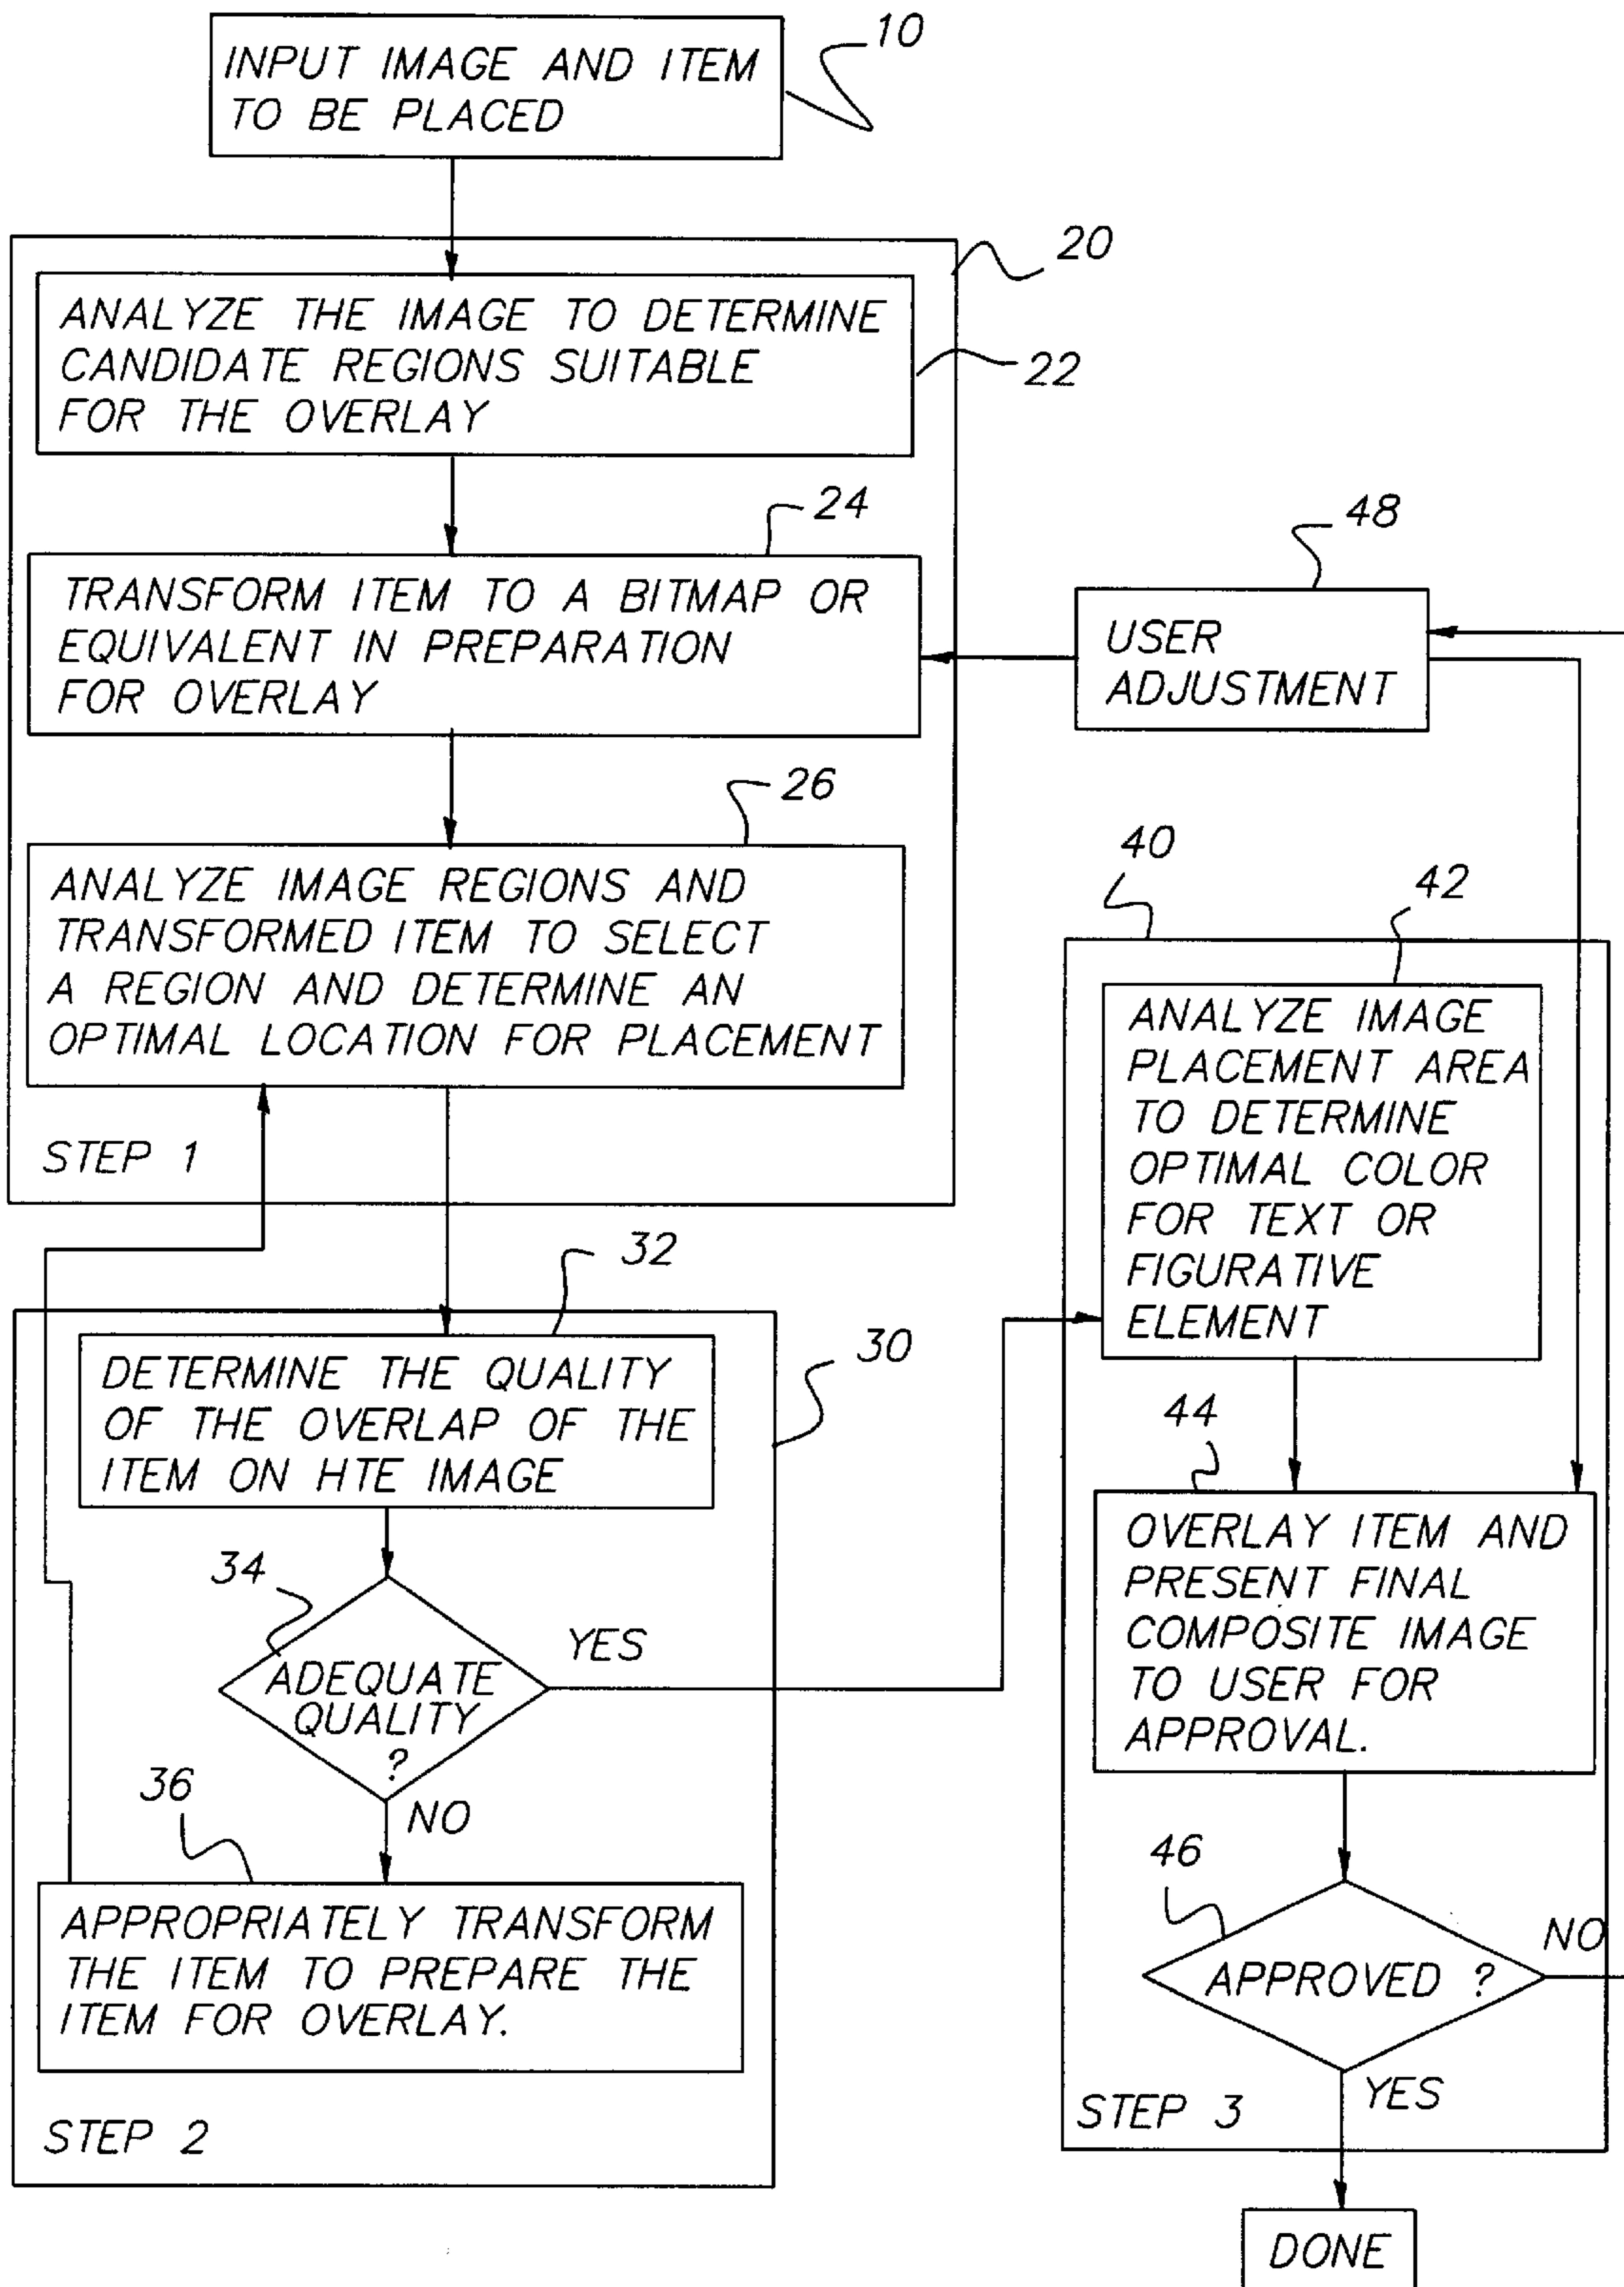 INPUT IMAGE AND ITEM
TO BE PLACED
10
20
ANALYZE THE IMAGE TO DETERMINE
CANDIDATE REGIONS SUITABLE
FOR THE OVERLAY
22
24
TRANSFORM ITEM TO A BITMAP OR
EQUIVALENT IN PREPARATION
FOR OVERLAY
26
ANALYZE IMAGE REGIONS AND
TRANSFORMED ITEM TO SELECT
A REGION AND DETERMINE AN
OPTIMAL LOCATION FOR PLACEMENT
STEP 1
32
30
DETERMINE THE QUALITY
OF THE OVERLAP OF THE
ITEM ON HTE IMAGE
34
ADEQUATE
QUALITY
?
YES
NO
36
APPROPRIATELY TRANSFORM
THE ITEM TO PREPARE THE
ITEM FOR OVERLAY.
STEP 2
48
USER
ADJUSTMENT
40
42
ANALYZE IMAGE
PLACEMENT AREA
TO DETERMINE
OPTIMAL COLOR
FOR TEXT OR
FIGURATIVE
ELEMENT
44
OVERLAY ITEM AND
PRESENT FINAL
COMPOSITE IMAGE
TO USER FOR
APPROVAL.
46
APPROVED ?
NO
YES
STEP 3
DONE